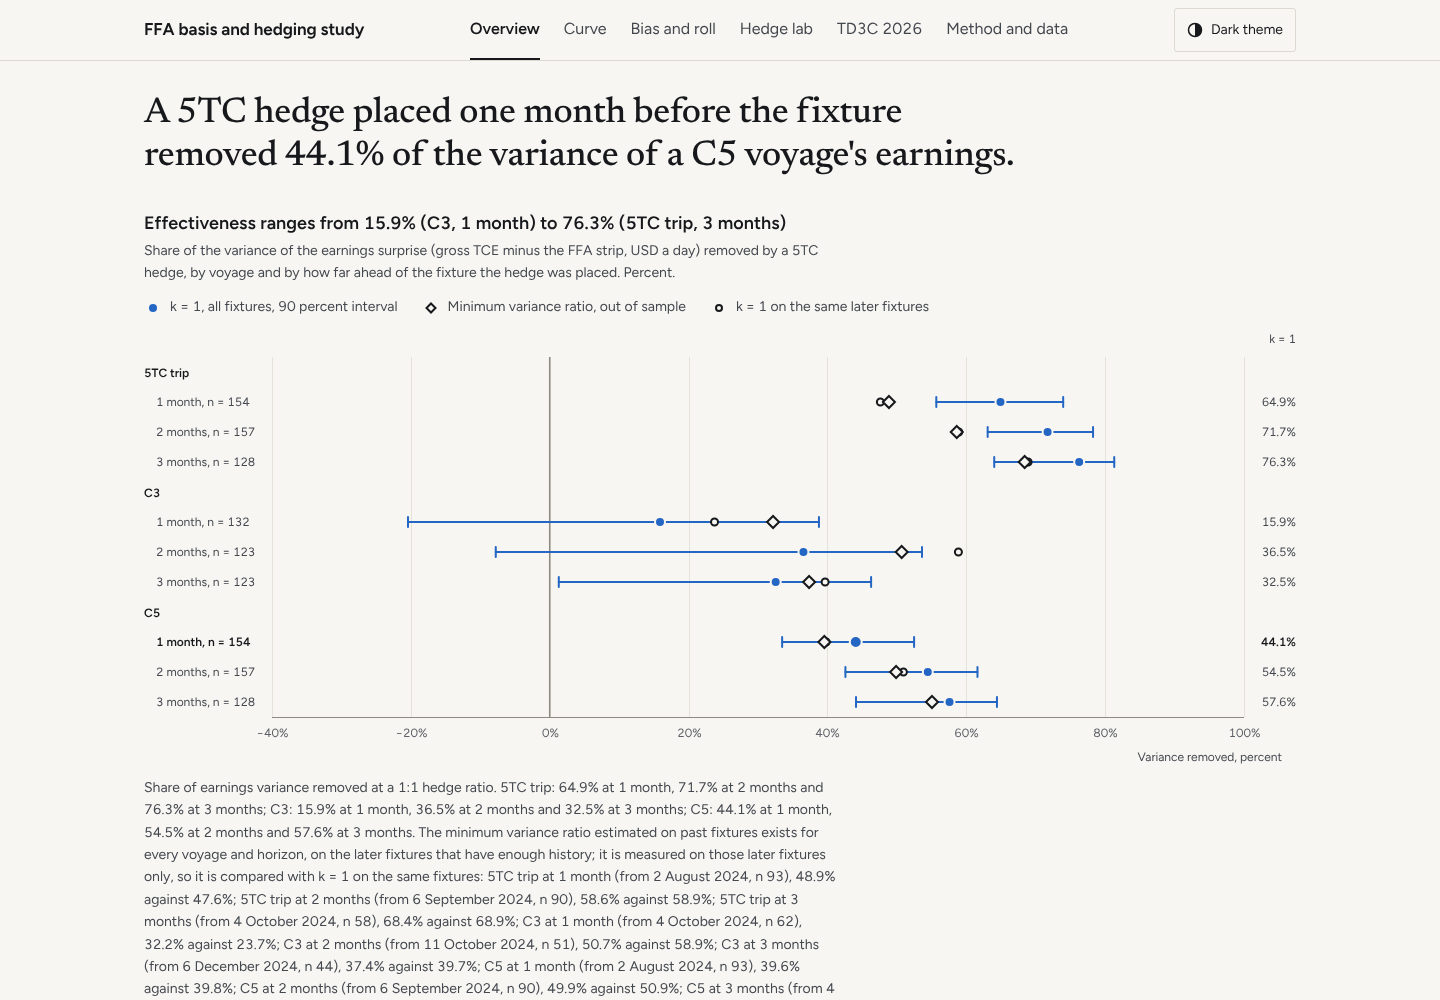 FFA basis and hedging study
Overview
Curve
Bias and roll
Hedge lab
TD3C 2026
Method and data
Dark theme
A 5TC hedge placed one month before the fixture
removed 44.1% of the variance of a C5 voyage's earnings.
Effectiveness ranges from 15.9% (C3, 1 month) to 76.3% (5TC trip, 3 months)
Share of the variance of the earnings surprise (gross TCE minus the FFA strip, USD a day) removed by a 5TC
hedge, by voyage and by how far ahead of the fixture the hedge was placed. Percent.
k = 1, all fixtures, 90 percent interval
Minimum variance ratio, out of sample
k = 1 on the same later fixtures
k = 1
5TC trip
1 month, n = 154 64.9%
2 months, n = 157 71.7%
3 months, n = 128 76.3%
C3
1 month, n = 132 15.9%
2 months, n = 123 36.5%
3 months, n = 123 32.5%
C5
1 month, n = 154 44.1%
2 months, n = 157 54.5%
3 months, n = 128 57.6%
−40% −20% 0% 20% 40% 60% 80% 100%
Variance removed, percent
Share of earnings variance removed at a 1:1 hedge ratio. 5TC trip: 64.9% at 1 month, 71.7% at 2 months and
76.3% at 3 months; C3: 15.9% at 1 month, 36.5% at 2 months and 32.5% at 3 months; C5: 44.1% at 1 month,
54.5% at 2 months and 57.6% at 3 months. The minimum variance ratio estimated on past fixtures exists for
every voyage and horizon, on the later fixtures that have enough history; it is measured on those later fixtures
only, so it is compared with k = 1 on the same fixtures: 5TC trip at 1 month (from 2 August 2024, n 93), 48.9%
against 47.6%; 5TC trip at 2 months (from 6 September 2024, n 90), 58.6% against 58.9%; 5TC trip at 3
months (from 4 October 2024, n 58), 68.4% against 68.9%; C3 at 1 month (from 4 October 2024, n 62),
32.2% against 23.7%; C3 at 2 months (from 11 October 2024, n 51), 50.7% against 58.9%; C3 at 3 months
(from 6 December 2024, n 44), 37.4% against 39.7%; C5 at 1 month (from 2 August 2024, n 93), 39.6%
against 39.8%; C5 at 2 months (from 6 September 2024, n 90), 49.9% against 50.9%; C5 at 3 months (from 4